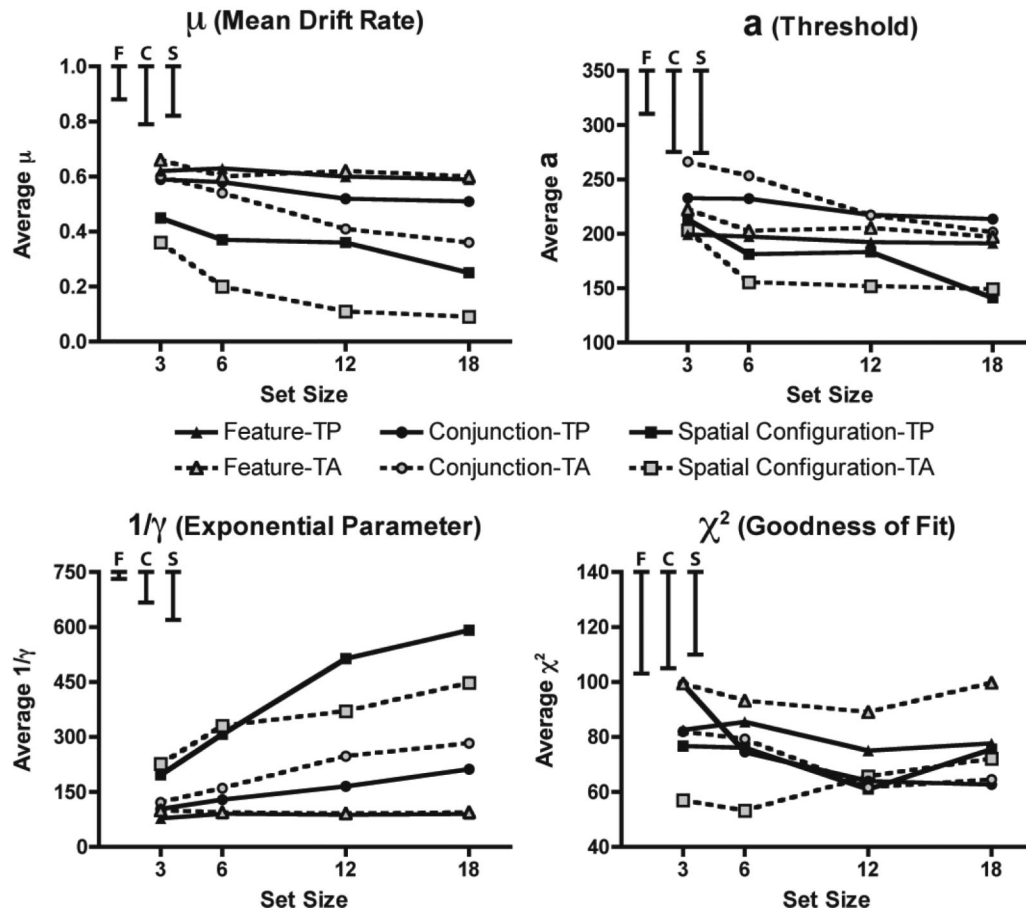 μ (Mean Drift Rate)
F C S
1.0
0.8
0.6
0.4
0.2
0.0
Average μ
3 6 12 18
Set Size
a (Threshold)
F C S
350
300
250
200
150
100
Average a
3 6 12 18
Set Size
Feature-TP Conjunction-TP Spatial Configuration-TP
Feature-TA Conjunction-TA Spatial Configuration-TA
1/γ (Exponential Parameter)
F C S
750
600
450
300
150
0
Average 1/γ
3 6 12 18
Set Size
χ² (Goodness of Fit)
F C S
140
120
100
80
60
40
Average χ²
3 6 12 18
Set Size